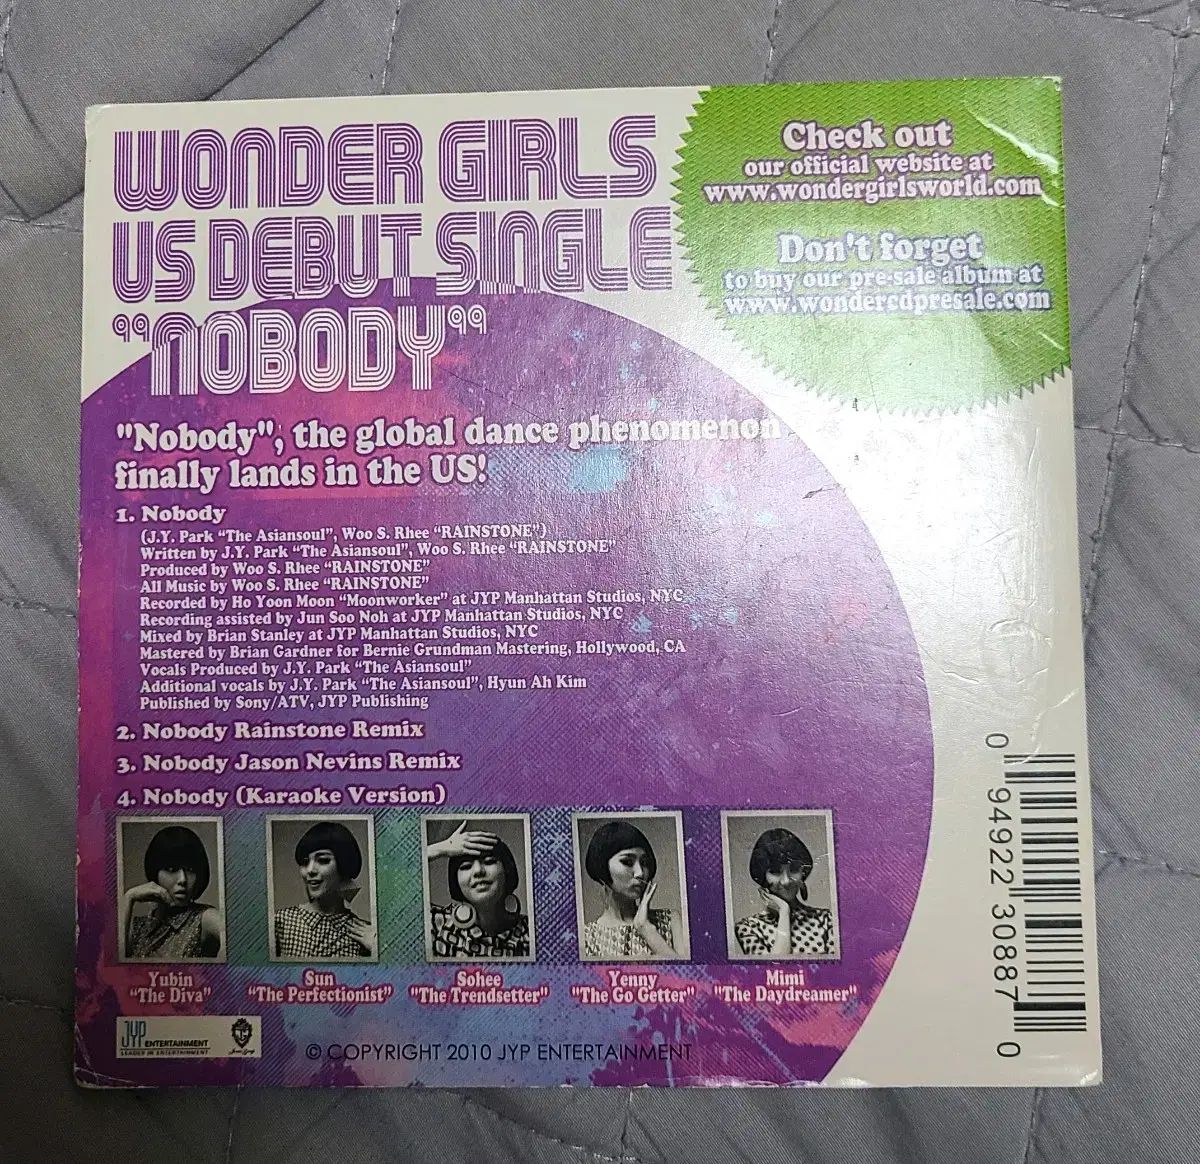 WONDER GIRLS
US DEBUT SINGLE
"NOBODY"
Check out
our official website at
www.wondergirlsworld.com
Don't forget
to buy our pre-sale album at
www.wondercdpresale.com
"Nobody", the global dance phenomenon
finally lands in the US!
1. Nobody
(J.Y. Park "The Asiansoul", Woo S. Rhee "RAINSTONE")
Written by J.Y. Park "The Asiansoul", Woo S. Rhee "RAINSTONE"
Produced by Woo S. Rhee "RAINSTONE"
All Music by Woo S. Rhee "RAINSTONE"
Recorded by Ho Yoon Moon "Moonworker" at JYP Manhattan Studios, NYC
Recording assisted by Jun Soo Noh at JYP Manhattan Studios, NYC
Mixed by Brian Stanley at JYP Manhattan Studios, NYC
Mastered by Brian Gardner for Bernie Grundman Mastering, Hollywood, CA
Vocals Produced by J.Y. Park "The Asiansoul"
Additional vocals by J.Y. Park "The Asiansoul", Hyun Ah Kim
Published by Sony/ATV, JYP Publishing
2. Nobody Rainstone Remix
3. Nobody Jason Nevins Remix
4. Nobody (Karaoke Version)
Yubin
"The Diva"
Sun
"The Perfectionist"
Sohee
"The Trendsetter"
Yenny
"The Go Getter"
Mimi
"The Daydreamer"
JYP ENTERTAINMENT
LEADER IN ENTERTAINMENT
© COPYRIGHT 2010 JYP ENTERTAINMENT
0 94922 30887 0